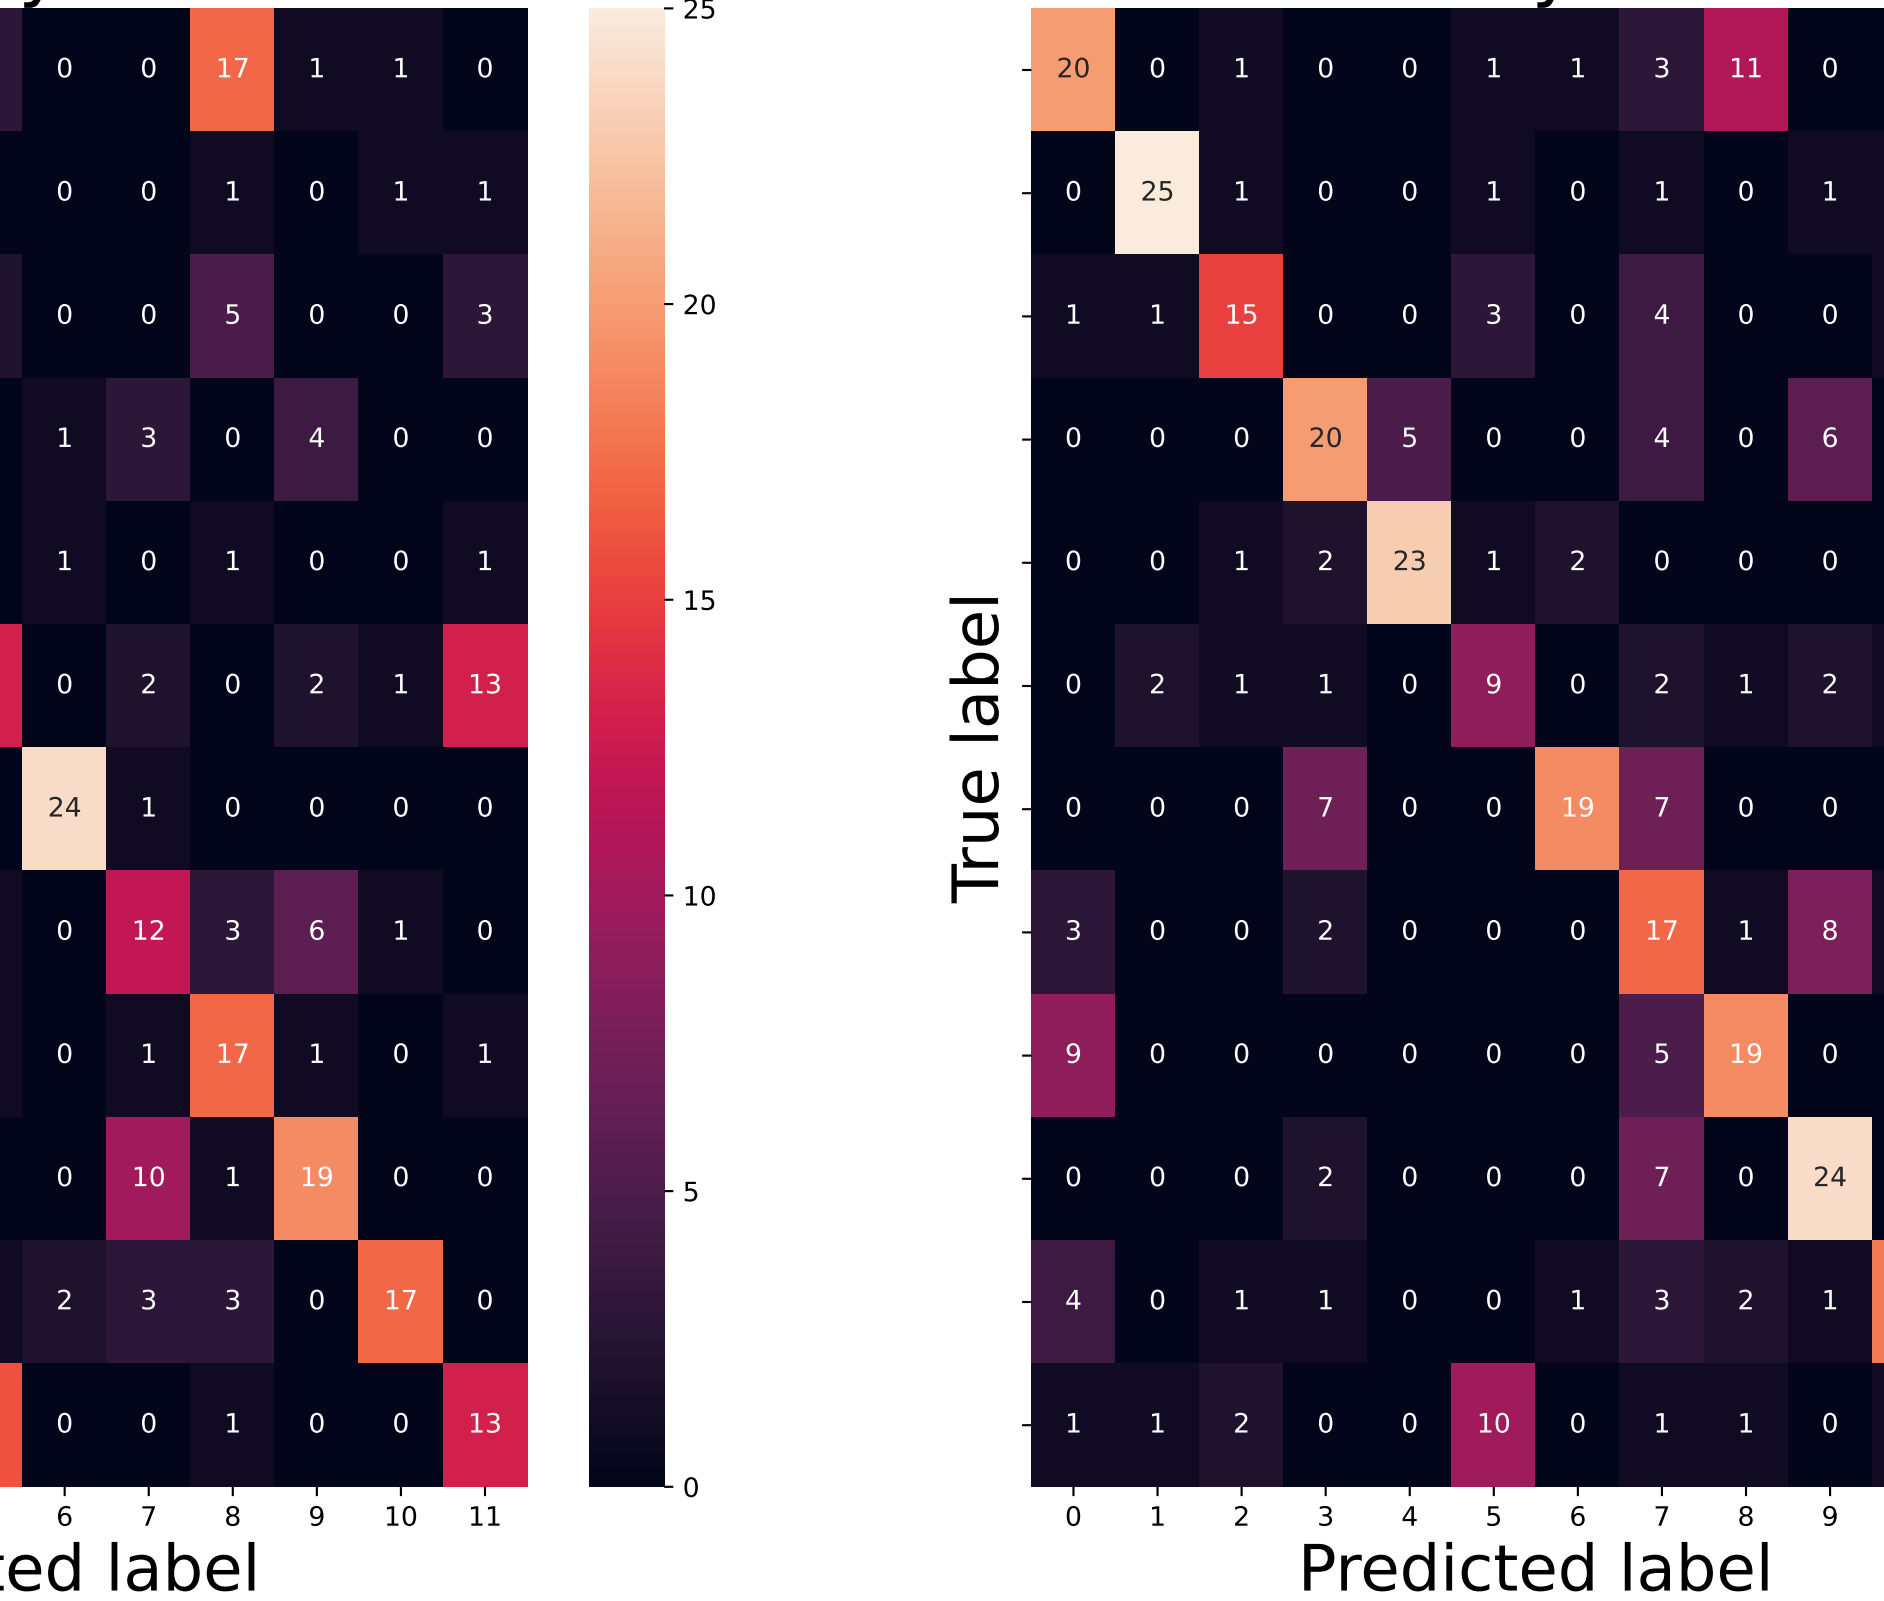 0 0 17 1 1 0
0 0 1 0 1 1
0 0 5 0 0 3
1 3 0 4 0 0
1 0 1 0 0 1
0 2 0 2 1 13
24 1 0 0 0 0
0 12 3 6 1 0
0 1 17 1 0 1
0 10 1 19 0 0
2 3 3 0 17 0
0 0 1 0 0 13
6 7 8 9 10 11
ted label
25
20
15
10
5
0
True label
20 0 1 0 0 1 1 3 11 0
0 25 1 0 0 1 0 1 0 1
1 1 15 0 0 3 0 4 0 0
0 0 0 20 5 0 0 4 0 6
0 0 1 2 23 1 2 0 0 0
0 2 1 1 0 9 0 2 1 2
0 0 0 7 0 0 19 7 0 0
3 0 0 2 0 0 0 17 1 8
9 0 0 0 0 0 0 5 19 0
0 0 0 2 0 0 0 7 0 24
4 0 1 1 0 0 1 3 2 1
1 1 2 0 0 10 0 1 1 0
0 1 2 3 4 5 6 7 8 9
Predicted label